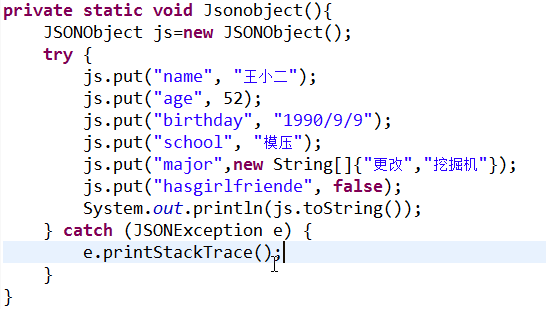 private static void Jsonobject(){
    JSONObject js=new JSONObject();
    try {
        js.put("name", "王小二");
        js.put("age", 52);
        js.put("birthday", "1990/9/9");
        js.put("school", "模压");
        js.put("major",new String[]{"更改","挖掘机"});
        js.put("hasgirlfriende", false);
        System.out.println(js.toString());
    } catch (JSONException e) {
        e.printStackTrace();
    }
}